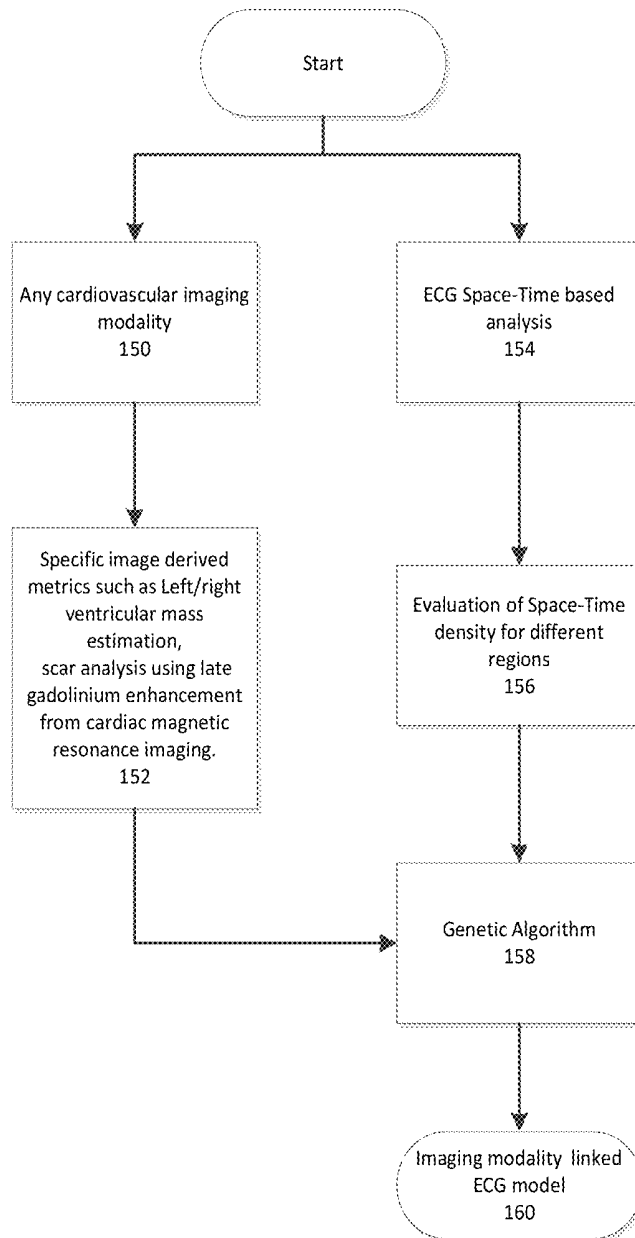 Start
Any cardiovascular imaging
modality
150
ECG Space-Time based
analysis
154
Specific image derived
metrics such as Left/right
ventricular mass
estimation,
scar analysis using late
gadolinium enhancement
from cardiac magnetic
resonance imaging.
152
Evaluation of Space-Time
density for different
regions
156
Genetic Algorithm
158
Imaging modality linked
ECG model
160